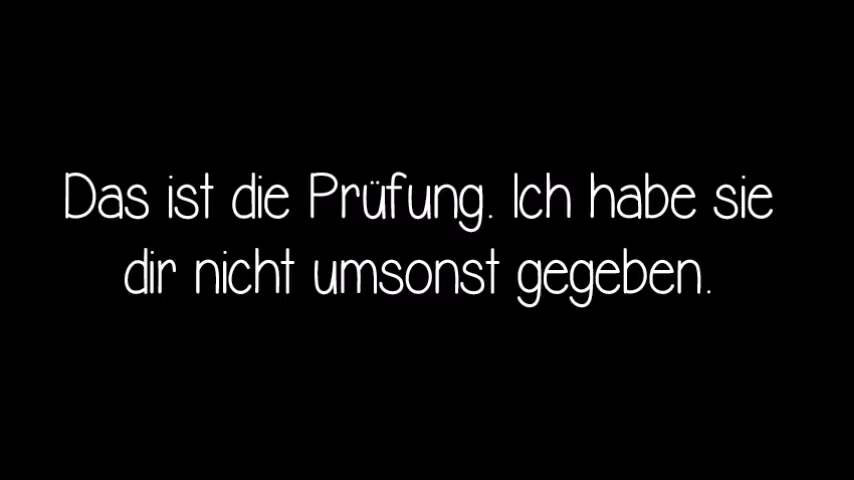 Das ist die Prüfung. Ich habe sie
dir nicht umsonst gegeben.